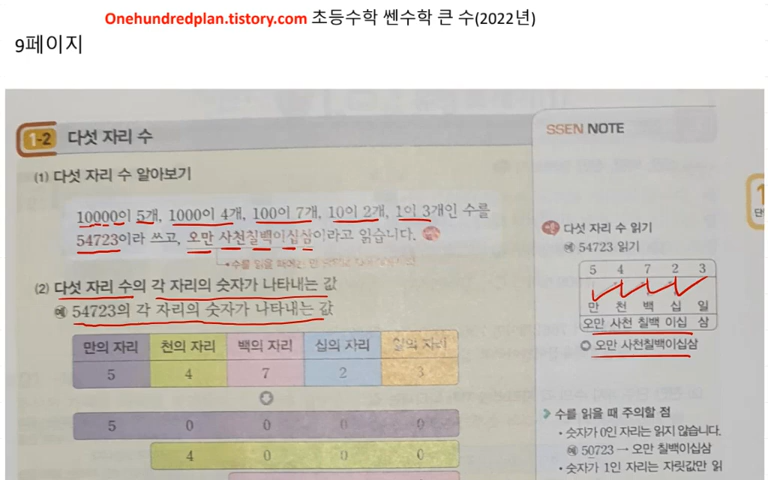 Onehundredplan.tistory.com 초등수학 쎈수학 큰 수(2022년)
9페이지
1-2 다섯 자리 수
(1) 다섯 자리 수 알아보기
10000이 5개, 1000이 4개, 100이 7개, 10이 2개, 1이 3개인 수를
54723이라 쓰고, 오만 사천칠백이십삼이라고 읽습니다.
수를 읽을 때에는
(2) 다섯 자리 수의 각 자리의 숫자가 나타내는 값
예 54723의 각 자리의 숫자가 나타내는 값
만의 자리 천의 자리 백의 자리 십의 자리 일의 자리
5 4 7 2 3
5 0 0 0 0
4 0 0 0
SSEN NOTE
다섯 자리 수 읽기
예 54723 읽기
5 4 7 2 3
만 천 백 십 일
오만 사천 칠백 이십 삼
오만 사천칠백이십삼
수를 읽을 때 주의할 점
• 숫자가 0인 자리는 읽지 않습니다.
예 50723 → 오만 칠백이십삼
• 숫자가 1인 자리는 자릿값만 읽
1
단